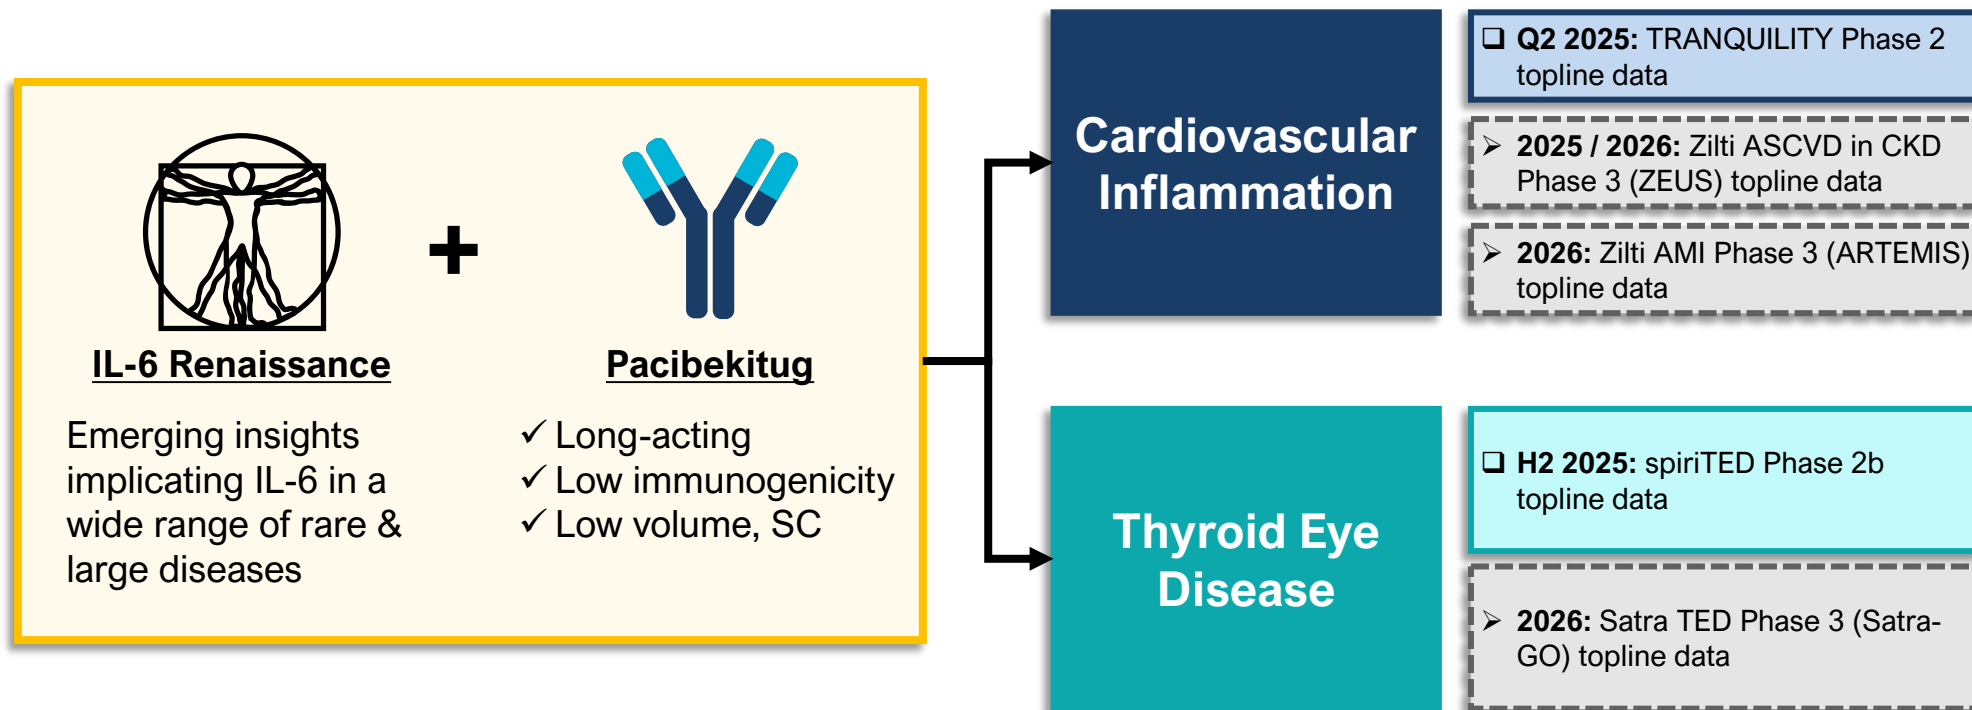 IL-6 Renaissance
Emerging insights
implicating IL-6 in a
wide range of rare &
large diseases
+
Pacibekitug
✓ Long-acting
✓ Low immunogenicity
✓ Low volume, SC
Cardiovascular
Inflammation
❑ Q2 2025: TRANQUILITY Phase 2
topline data
➢ 2025 / 2026: Zilti ASCVD in CKD
Phase 3 (ZEUS) topline data
➢ 2026: Zilti AMI Phase 3 (ARTEMIS)
topline data
Thyroid Eye
Disease
❑ H2 2025: spiriTED Phase 2b
topline data
➢ 2026: Satra TED Phase 3 (Satra-
GO) topline data